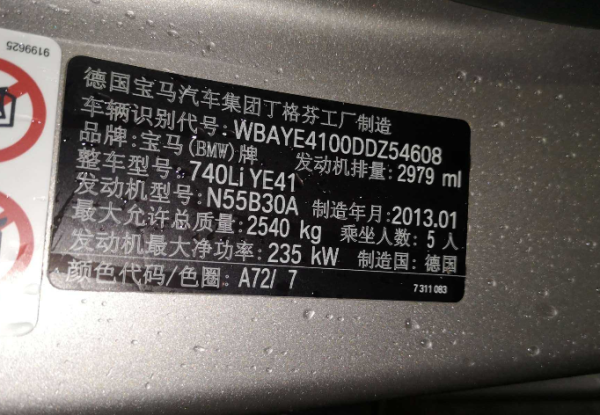 9199625
德国宝马汽车集团丁格芬工厂制造
车辆识别代号: WBAYE4100DDZ54608
品牌: 宝马(BMW)牌 发动机排量: 2979 ml
整车型号: 740Li YE41
发动机型号: N55B30A 制造年月: 2013.01
最大允许总质量: 2540 kg 乘坐人数: 5 人
发动机最大净功率: 235 kW 制造国: 德国
颜色代码/色圈: A72/ 7
7 311 083